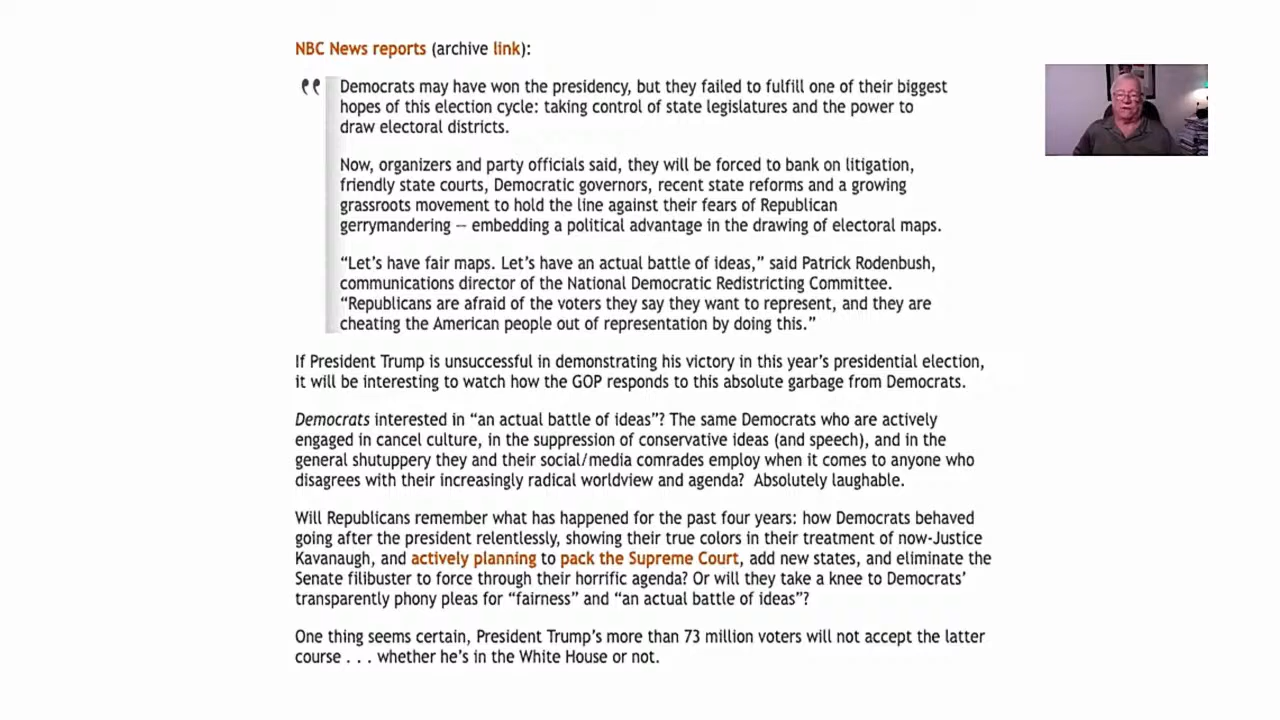 NBC News reports (archive link):
Democrats may have won the presidency, but they failed to fulfill one of their biggest
hopes of this election cycle: taking control of state legislatures and the power to
draw electoral districts.
Now, organizers and party officials said, they will be forced to bank on litigation,
friendly state courts, Democratic governors, recent state reforms and a growing
grassroots movement to hold the line against their fears of Republican
gerrymandering — embedding a political advantage in the drawing of electoral maps.
“Let’s have fair maps. Let’s have an actual battle of ideas,” said Patrick Rodenbush,
communications director of the National Democratic Redistricting Committee.
“Republicans are afraid of the voters they say they want to represent, and they are
cheating the American people out of representation by doing this.”
If President Trump is unsuccessful in demonstrating his victory in this year’s presidential election,
it will be interesting to watch how the GOP responds to this absolute garbage from Democrats.
Democrats interested in “an actual battle of ideas”? The same Democrats who are actively
engaged in cancel culture, in the suppression of conservative ideas (and speech), and in the
general shutuppery they and their social/media comrades employ when it comes to anyone who
disagrees with their increasingly radical worldview and agenda? Absolutely laughable.
Will Republicans remember what has happened for the past four years: how Democrats behaved
going after the president relentlessly, showing their true colors in their treatment of now-Justice
Kavanaugh, and actively planning to pack the Supreme Court, add new states, and eliminate the
Senate filibuster to force through their horrific agenda? Or will they take a knee to Democrats’
transparently phony pleas for “fairness” and “an actual battle of ideas”?
One thing seems certain, President Trump’s more than 73 million voters will not accept the latter
course . . . whether he’s in the White House or not.